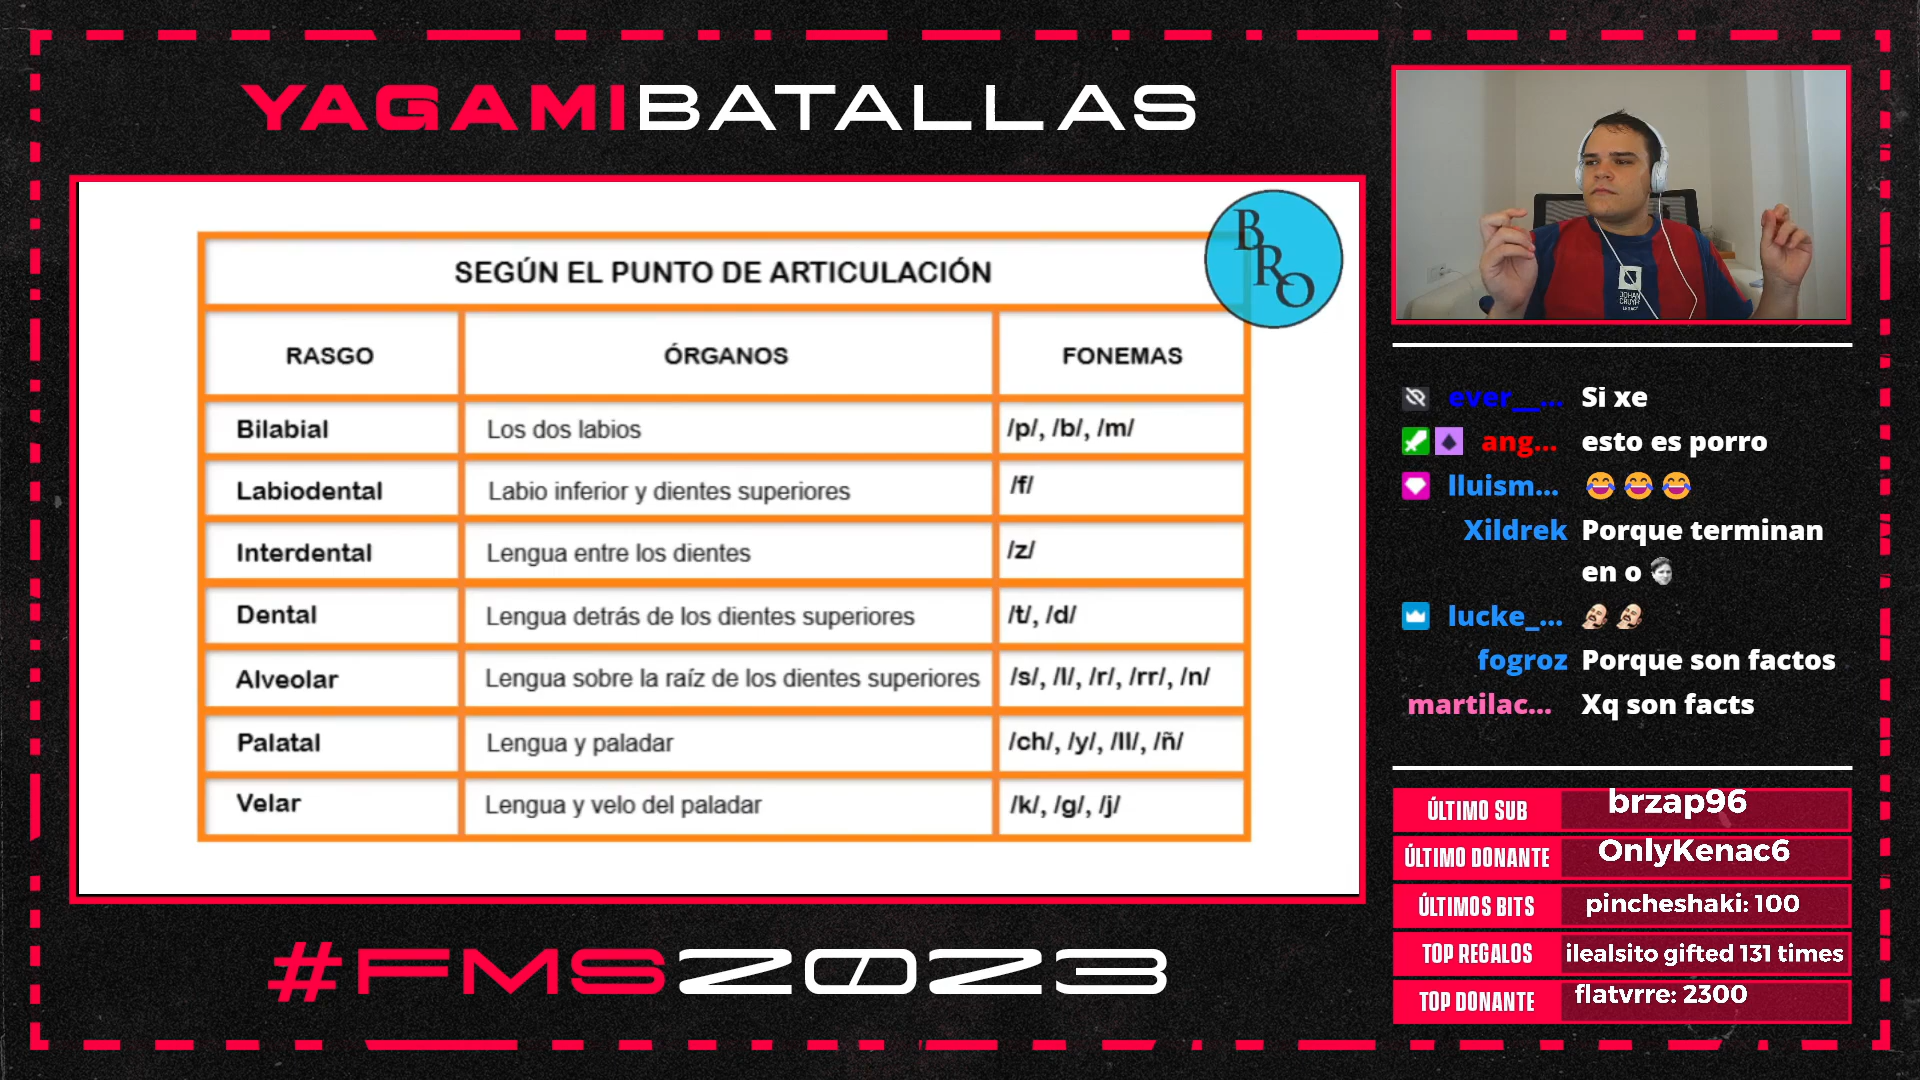 YAGAMIBATALLAS
BRO
SEGÚN EL PUNTO DE ARTICULACIÓN
RASGO ÓRGANOS FONEMAS
Bilabial Los dos labios /p/, /b/, /m/
Labiodental Labio inferior y dientes superiores /f/
Interdental Lengua entre los dientes /z/
Dental Lengua detrás de los dientes superiores /t/, /d/
Alveolar Lengua sobre la raíz de los dientes superiores /s/, /l/, /r/, /rr/, /n/
Palatal Lengua y paladar /ch/, /y/, /ll/, /ñ/
Velar Lengua y velo del paladar /k/, /g/, /j/
#FMS2023
JOHAN
CRUYFF
ever__... Si xe
ang... esto es porro
lluism... 😂 😂 😂
Xildrek Porque terminan
en o
lucke_...
fogroz Porque son factos
martilac... Xq son facts
ÚLTIMO SUB brzap96
ÚLTIMO DONANTE OnlyKenac6
ÚLTIMOS BITS pincheshaki: 100
TOP REGALOS ilealsito gifted 131 times
TOP DONANTE flatvrre: 2300